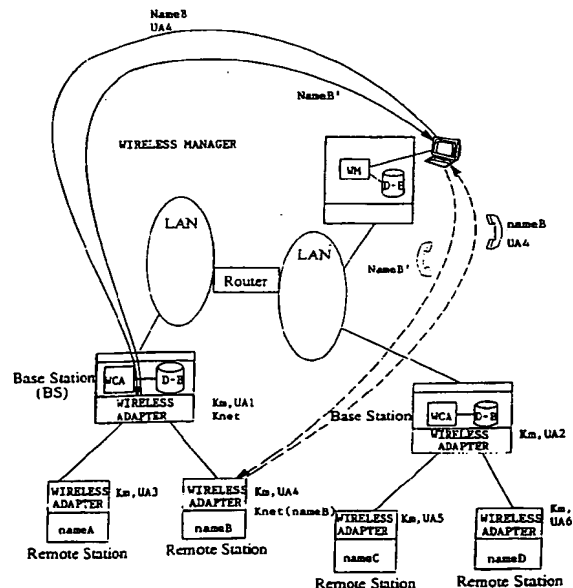 NameB
UA4
NameB'
WIRELESS MANAGER
WM
D-B
nameB
UA4
NameB'
LAN
LAN
Router
Base Station
(BS)
WCA
D-B
WIRELESS
ADAPTER
Km,UA1
Knet
Base Station
WCA
D-B
WIRELESS
ADAPTER
Km,UA2
WIRELESS
ADAPTER
Km,UA3
nameA
Remote Station
WIRELESS
ADAPTER
Km,UA4
Knet(nameB)
nameB
Remote Station
WIRELESS
ADAPTER
Km,UA5
nameC
Remote Station
WIRELESS
ADAPTER
Km,
UA6
nameD
Remote Station